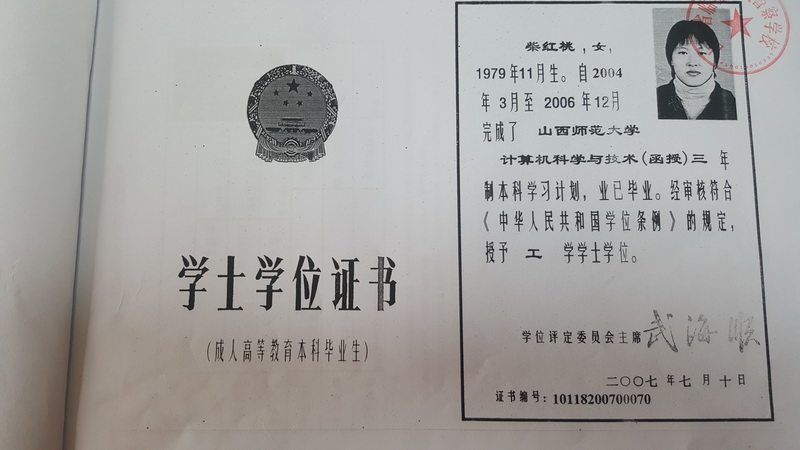 学士学位证书
(成人高等教育本科毕业生)
柴红桃，女，
1979年11月生。自2004
年3月至2006年12月
完成了 山西师范大学
计算机科学与技术(函授)三 年
制本科学习计划，业已毕业。经审核符合
《中华人民共和国学位条例》的规定，
授予 工 学学士学位。
学位评定委员会主席 武海顺
二〇〇七年七月十日
证书编号：10118200700070